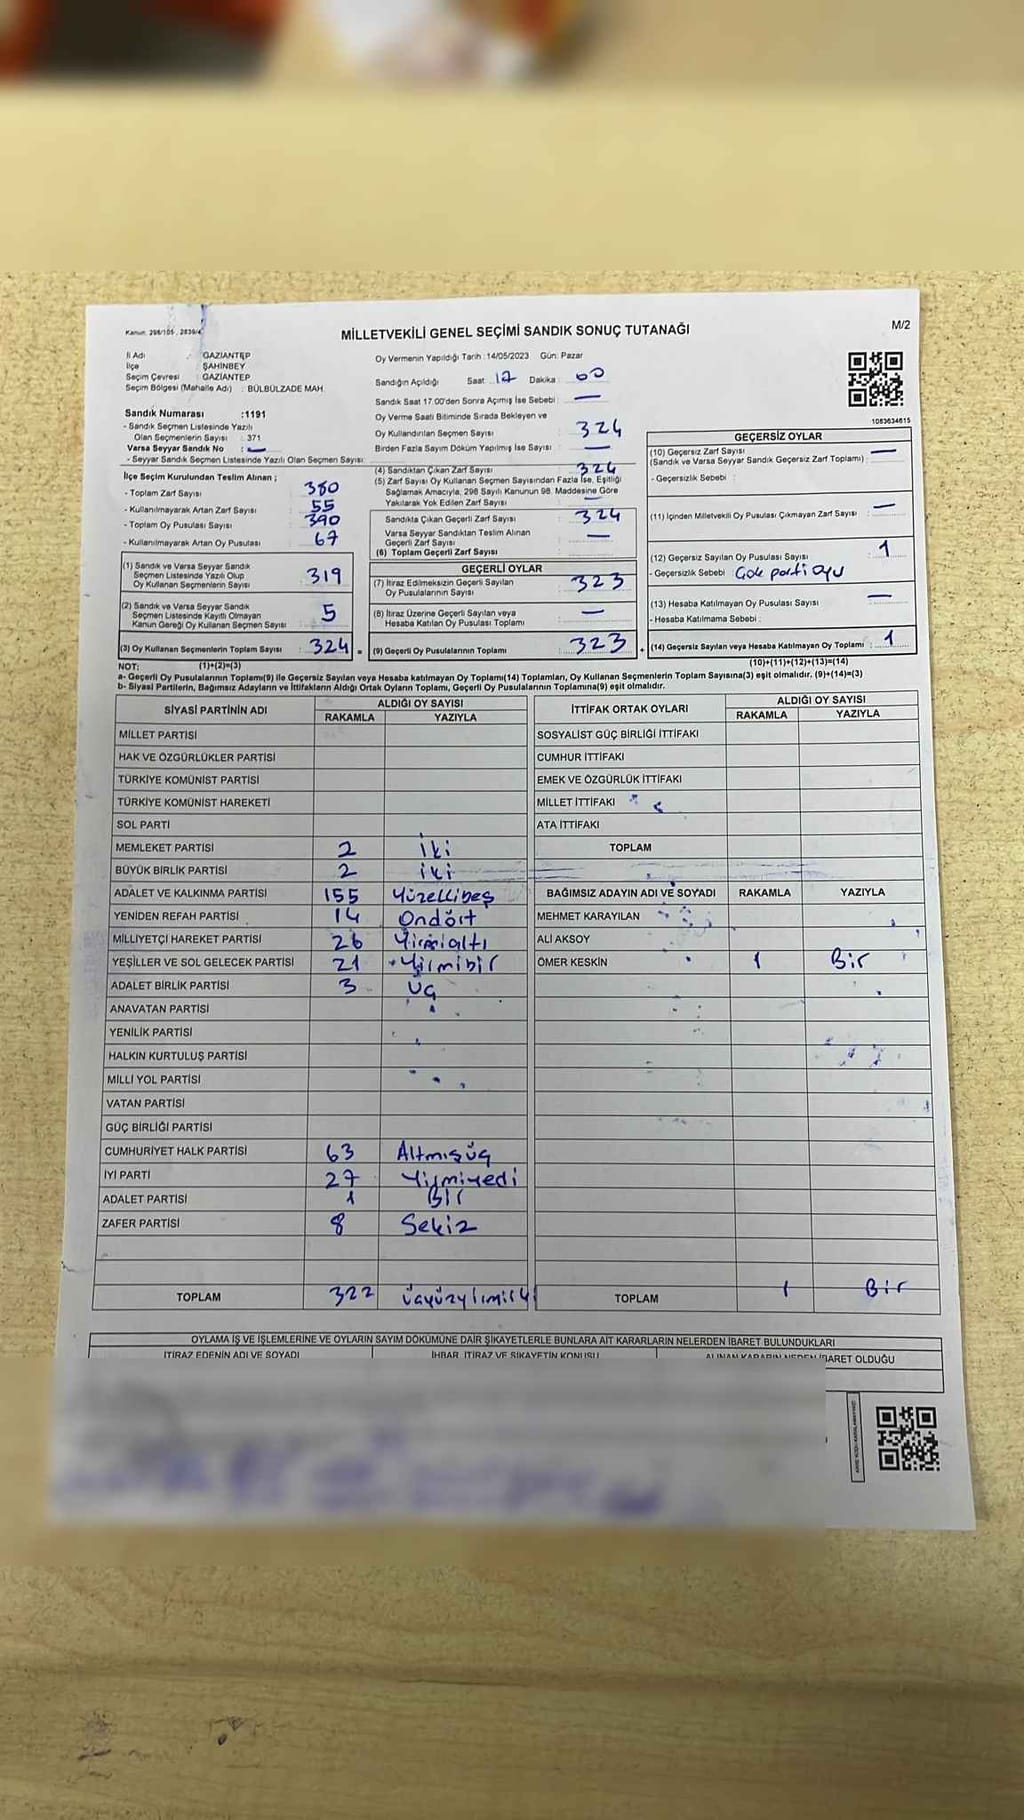 Kanun: 298/105, 2839/4
MİLLETVEKİLİ GENEL SEÇİMİ SANDIK SONUÇ TUTANAĞI
M/2
İl Adı : GAZİANTEP
İlçe : ŞAHİNBEY
Seçim Çevresi : GAZİANTEP
Seçim Bölgesi (Mahalle Adı) : BÜLBÜLZADE MAH.
Sandık Numarası :1191
- Sandık Seçmen Listesinde Yazılı
Olan Seçmenlerin Sayısı : 371
Varsa Seyyar Sandık No : —
- Seyyar Sandık Seçmen Listesinde Yazılı Olan Seçmen Sayısı:
Oy Vermenin Yapıldığı Tarih :14/05/2023 Gün: Pazar
Sandığın Açıldığı Saat : 17 Dakika : 00
Sandık Saat 17.00'den Sonra Açımış İse Sebebi : —
Oy Verme Saati Bitiminde Sırada Bekleyen ve
Oy Kullandırılan Seçmen Sayısı : 324
Birden Fazla Sayım Döküm Yapılmış İse Sayısı : —
1083634615
İlçe Seçim Kurulundan Teslim Alınan ;
- Toplam Zarf Sayısı : 380
- Kullanılmayarak Artan Zarf Sayısı : 55
- Toplam Oy Pusulası Sayısı : 390
- Kullanılmayarak Artan Oy Pusulası : 67
(1) Sandık ve Varsa Seyyar Sandık
Seçmen Listesinde Yazılı Olup
Oy Kullanan Seçmenlerin Sayısı : 319
(2) Sandık ve Varsa Seyyar Sandık
Seçmen Listesinde Kayıtlı Olmayan
Kanun Gereği Oy Kullanan Seçmen Sayısı : 5
(3) Oy Kullanan Seçmenlerin Toplam Sayısı : 324 =
(4) Sandıktan Çıkan Zarf Sayısı : 324
(5) Zarf Sayısı Oy Kullanan Seçmen Sayısından Fazla İse, Eşitliği
Sağlamak Amacıyla, 298 Sayılı Kanunun 98. Maddesine Göre
Yakılarak Yok Edilen Zarf Sayısı : —
Sandıkta Çıkan Geçerli Zarf Sayısı : 324
Varsa Seyyar Sandıktan Teslim Alınan
Geçerli Zarf Sayısı : —
(6) Toplam Geçerli Zarf Sayısı
GEÇERLİ OYLAR
(7) İtiraz Edilmeksizin Geçerli Sayılan
Oy Pusulalarının Sayısı : 323
(8) İtiraz Üzerine Geçerli Sayılan veya
Hesaba Katılan Oy Pusulası Toplamı : —
(9) Geçerli Oy Pusulalarının Toplamı : 323 +
GEÇERSİZ OYLAR
(10) Geçersiz Zarf Sayısı
(Sandık ve Varsa Seyyar Sandık Geçersiz Zarf Toplamı) : —
- Geçersizlik Sebebi :
(11) İçinden Milletvekili Oy Pusulası Çıkmayan Zarf Sayısı : —
(12) Geçersiz Sayılan Oy Pusulası Sayısı : 1
- Geçersizlik Sebebi : Çok parti oyu
(13) Hesaba Katılmayan Oy Pusulası Sayısı : —
- Hesaba Katılmama Sebebi :
(14) Geçersiz Sayılan veya Hesaba Katılmayan Oy Toplamı : 1
NOT: (1)+(2)=(3) (10)+(11)+(12)+(13)=(14)
a- Geçerli Oy Pusulalarının Toplamı(9) ile Geçersiz Sayılan veya Hesaba katılmayan Oy Toplamı(14) Toplamları, Oy Kullanan Seçmenlerin Toplam Sayısına(3) eşit olmalıdır. (9)+(14)=(3)
b- Siyasi Partilerin, Bağımsız Adayların ve İttifakların Aldığı Ortak Oyların Toplamı, Geçerli Oy Pusulalarının Toplamına(9) eşit olmalıdır.
SİYASİ PARTİNİN ADI ALDIĞI OY SAYISI
RAKAMLA YAZIYLA
MİLLET PARTİSİ
HAK VE ÖZGÜRLÜKLER PARTİSİ
TÜRKİYE KOMÜNİST PARTİSİ
TÜRKİYE KOMÜNİST HAREKETİ
SOL PARTİ
MEMLEKET PARTİSİ 2 İki
BÜYÜK BİRLİK PARTİSİ 2 iki
ADALET VE KALKINMA PARTİSİ 155 Yüzellibeş
YENİDEN REFAH PARTİSİ 14 Ondört
MİLLİYETÇİ HAREKET PARTİSİ 26 Yirmialtı
YEŞİLLER VE SOL GELECEK PARTİSİ 21 Yirmibir
ADALET BİRLİK PARTİSİ 3 Üç
ANAVATAN PARTİSİ
YENİLİK PARTİSİ
HALKIN KURTULUŞ PARTİSİ
MİLLİ YOL PARTİSİ
VATAN PARTİSİ
GÜÇ BİRLİĞİ PARTİSİ
CUMHURİYET HALK PARTİSİ 63 Altmışüç
İYİ PARTİ 27 Yirmiyedi
ADALET PARTİSİ 1 Bir
ZAFER PARTİSİ 8 Sekiz
TOPLAM 322
İTTİFAK ORTAK OYLARI ALDIĞI OY SAYISI
RAKAMLA YAZIYLA
SOSYALİST GÜÇ BİRLİĞİ İTTİFAKI
CUMHUR İTTİFAKI
EMEK VE ÖZGÜRLÜK İTTİFAKI
MİLLET İTTİFAKI
ATA İTTİFAKI
TOPLAM
BAĞIMSIZ ADAYIN ADI VE SOYADI RAKAMLA YAZIYLA
MEHMET KARAYILAN
ALİ AKSOY
ÖMER KESKİN 1 Bir
TOPLAM 1 Bir
OYLAMA İŞ VE İŞLEMLERİNE VE OYLARIN SAYIM DÖKÜMÜNE DAİR ŞİKAYETLERLE BUNLARA AİT KARARLARIN NELERDEN İBARET BULUNDUKLARI
İTİRAZ EDENİN ADI VE SOYADI İHBAR, İTİRAZ VE ŞİKAYETİN KONUSU ALINAN KARARIN NEDEN İBARET OLDUĞU